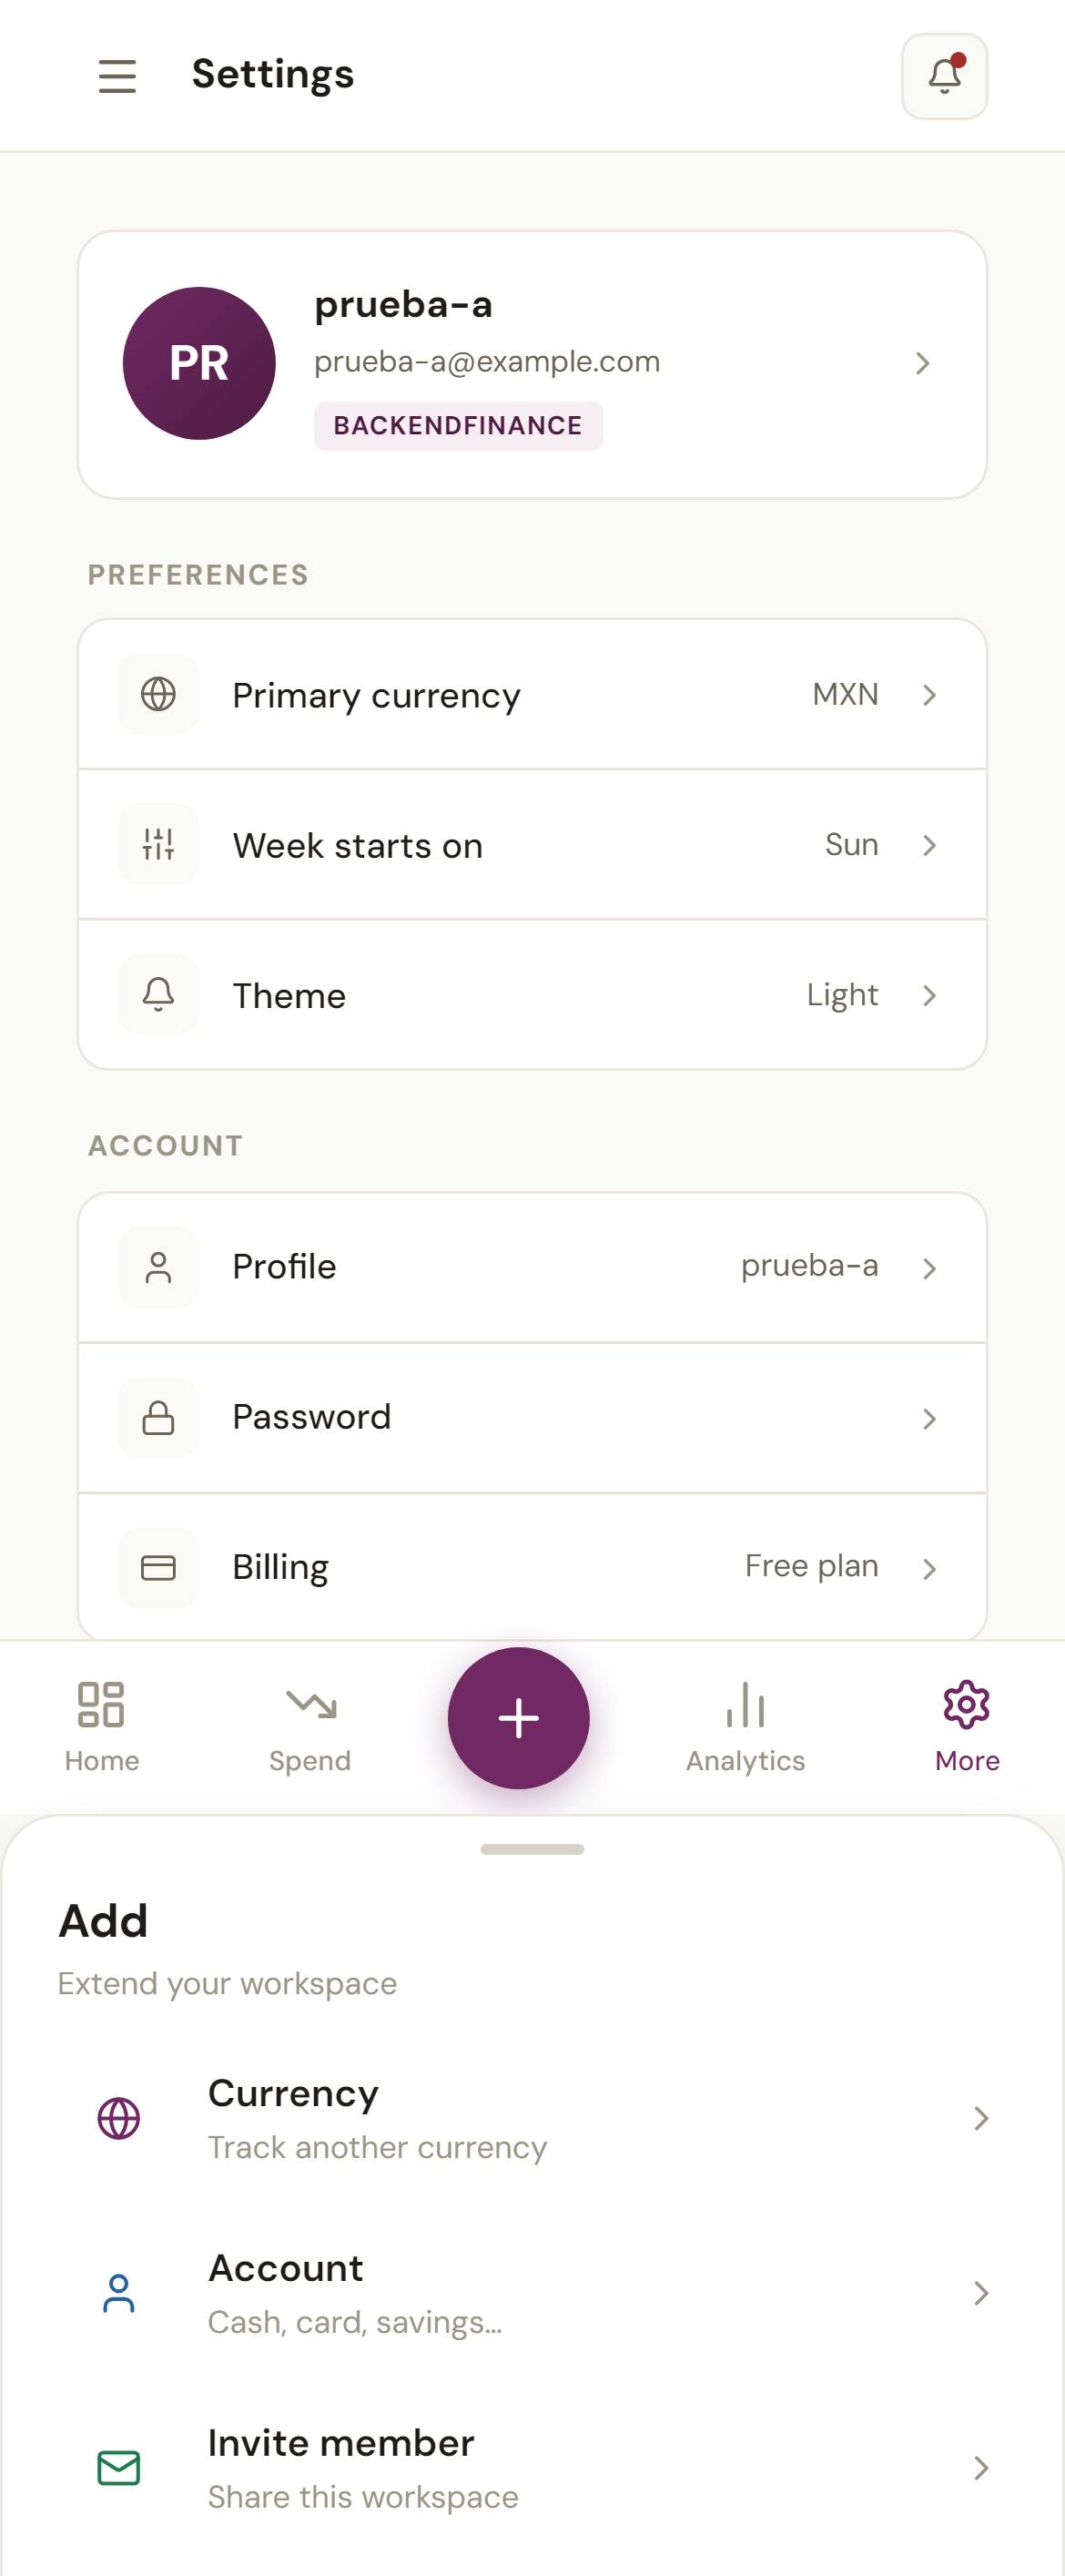 Settings
PR
prueba-a
prueba-a@example.com
BACKENDFINANCE
PREFERENCES
Primary currency MXN
Week starts on Sun
Theme Light
ACCOUNT
Profile prueba-a
Password
Billing Free plan
Home Spend Analytics More
Add
Extend your workspace
Currency
Track another currency
Account
Cash, card, savings...
Invite member
Share this workspace